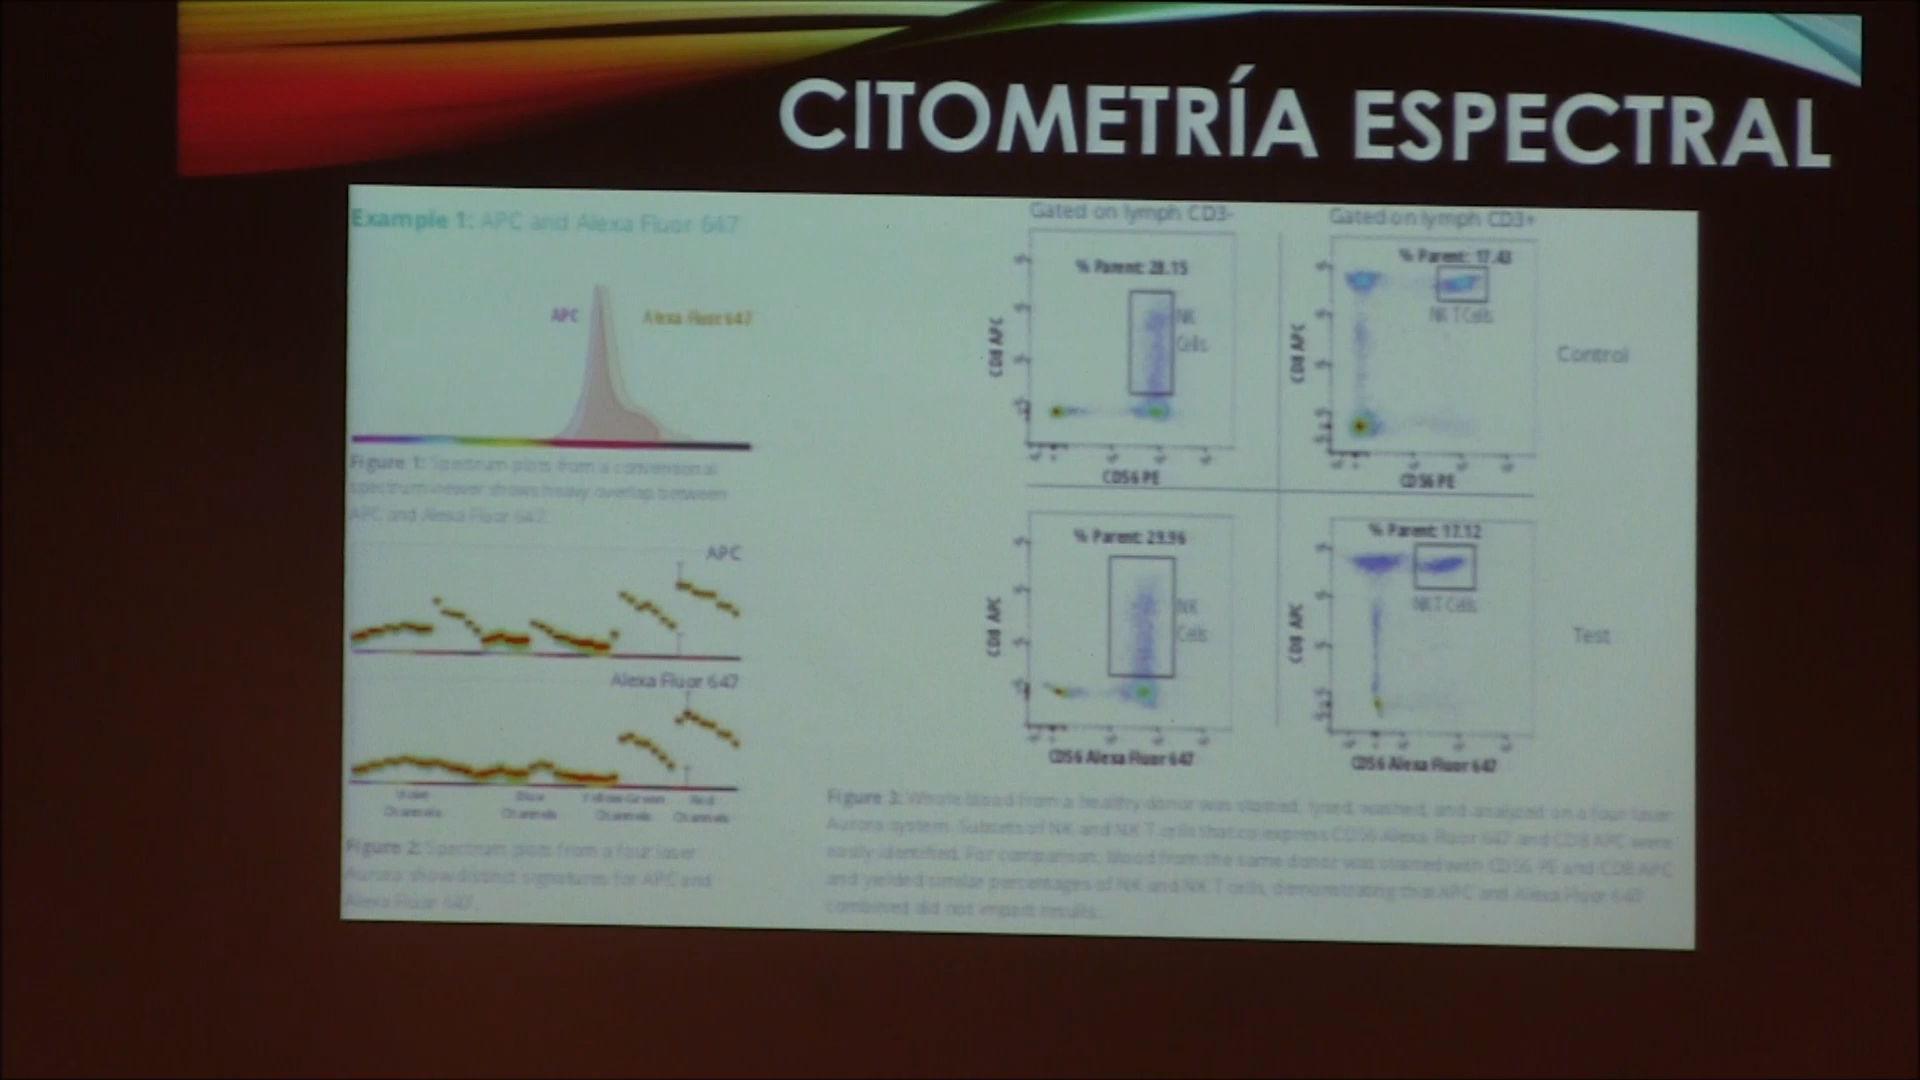 CITOMETRÍA ESPECTRAL
Example 1: APC and Alexa Fluor 647
APC
Alexa Fluor 647
Figure 1: Spectrum plots from a conventional
spectrum viewer shows heavy overlap between
APC and Alexa Fluor 647.
APC
Alexa Fluor 647
Violet
Channels
Blue
Channels
Yellow Green
Channels
Red
Channels
Figure 2: Spectrum plots from a four laser
Aurora show distinct signatures for APC and
Alexa Fluor 647.
Gated on lymph CD3-
% Parent: 28.15
NK
Cells
CD8 APC
CD56 PE
Gated on lymph CD3+
% Parent: 17.43
NK T Cells
CD8 APC
CD56 PE
Control
% Parent: 29.96
NK
Cells
CD8 APC
CD56 Alexa Fluor 647
% Parent: 17.12
NK T Cells
CD8 APC
CD56 Alexa Fluor 647
Test
Figure 3: Whole blood from a healthy donor was stained, lysed, washed, and analyzed on a four laser
Aurora system. Subsets of NK and NK T cells that co-express CD56 Alexa Fluor 647 and CD8 APC were
easily identified. For comparison, blood from the same donor was stained with CD56 PE and CD8 APC
and yielded similar percentages of NK and NK T cells, demonstrating that APC and Alexa Fluor 647
combined did not impact results.